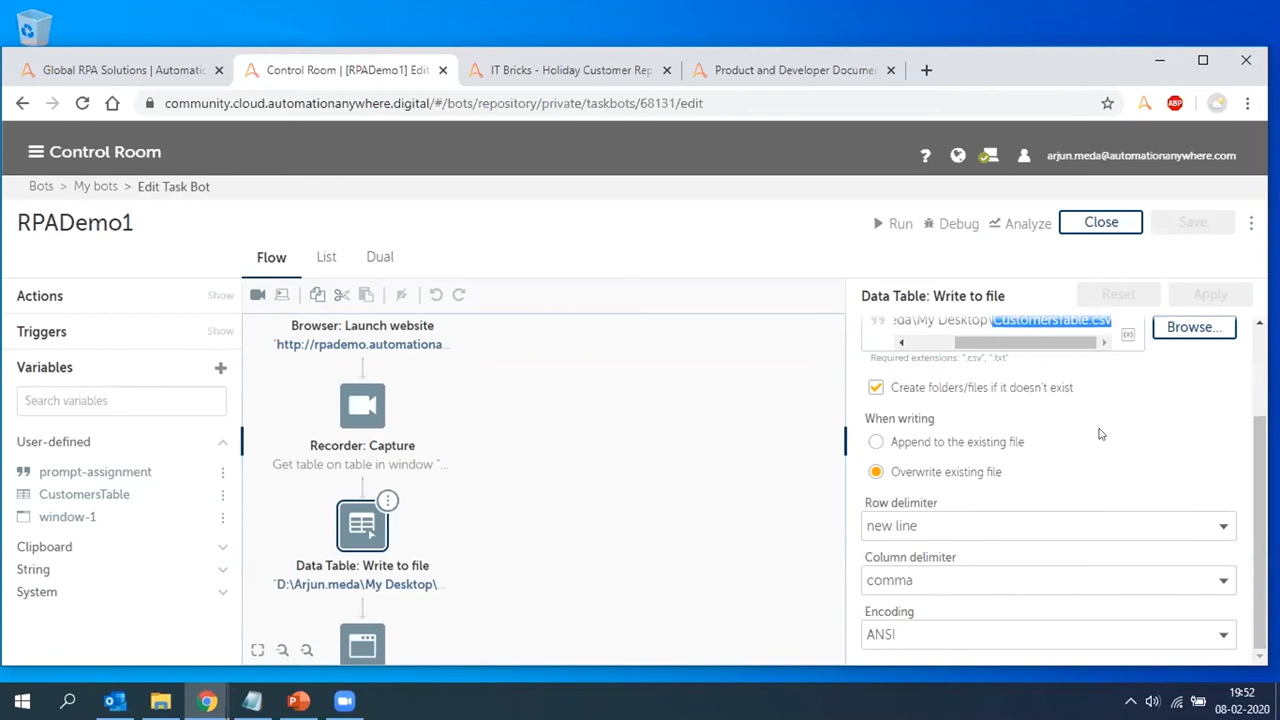 Global RPA Solutions | Automatic
Control Room | [RPADemo1] Edit
IT Bricks - Holiday Customer Rep
Product and Developer Documen
community.cloud.automationanywhere.digital/#/bots/repository/private/taskbots/68131/edit
ABP
Control Room
?
arjun.meda@automationanywhere.com
Bots > My bots > Edit Task Bot
RPADemo1
Run
Debug
Analyze
Close
Save
Flow
List
Dual
Actions
Show
Triggers
Show
Variables
Search variables
User-defined
prompt-assignment
CustomersTable
window-1
Clipboard
String
System
Browser: Launch website
"http://rpademo.automationa...
Recorder: Capture
Get table on table in window "...
Data Table: Write to file
"D:\Arjun.meda\My Desktop\...
Data Table: Write to file
Reset
Apply
eda\My Desktop\CustomersTable.csv
(x)
Browse...
Required extensions: ".csv", ".txt"
Create folders/files if it doesn't exist
When writing
Append to the existing file
Overwrite existing file
Row delimiter
new line
Column delimiter
comma
Encoding
ANSI
19:52
08-02-2020